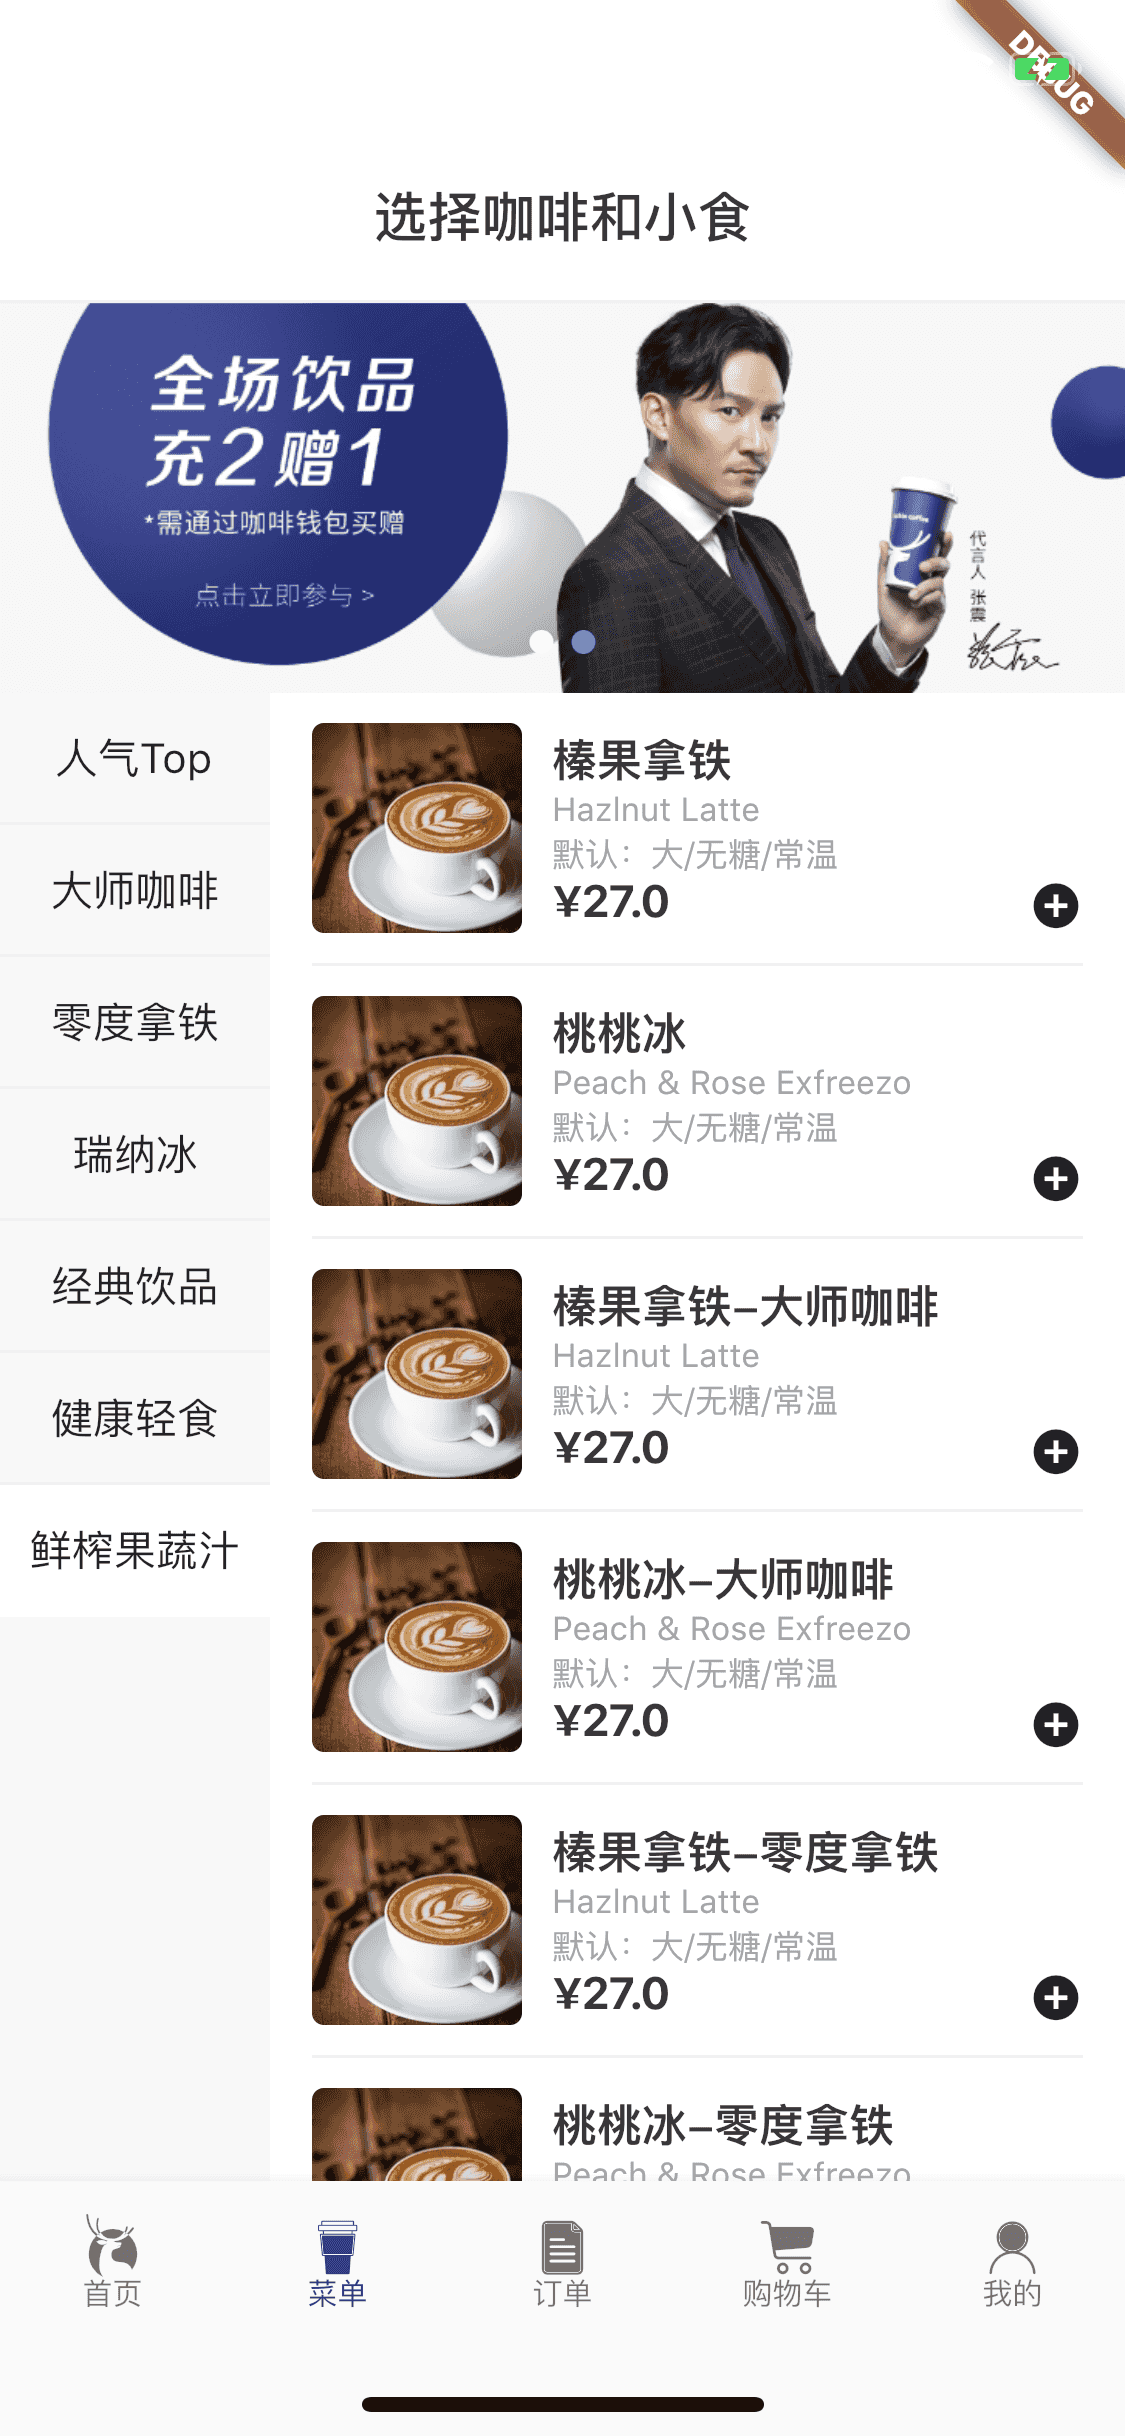 选择咖啡和小食
全场饮品
充2赠1
*需通过咖啡钱包买赠
点击立即参与 >
luckin coffee
代言人 张震
人气Top
大师咖啡
零度拿铁
瑞纳冰
经典饮品
健康轻食
鲜榨果蔬汁
榛果拿铁
Hazlnut Latte
默认：大/无糖/常温
¥27.0
桃桃冰
Peach & Rose Exfreezo
默认：大/无糖/常温
¥27.0
榛果拿铁–大师咖啡
Hazlnut Latte
默认：大/无糖/常温
¥27.0
桃桃冰–大师咖啡
Peach & Rose Exfreezo
默认：大/无糖/常温
¥27.0
榛果拿铁–零度拿铁
Hazlnut Latte
默认：大/无糖/常温
¥27.0
桃桃冰–零度拿铁
Peach & Rose Exfreezo
首页
菜单
订单
购物车
我的